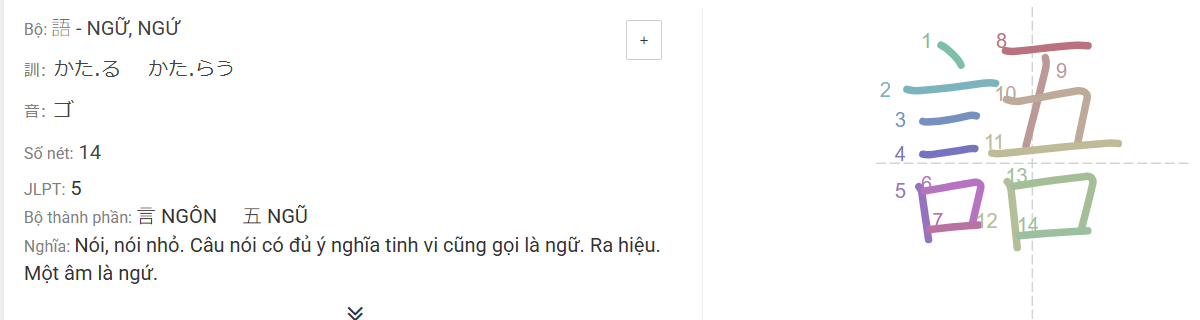 Bộ: 語 - NGỮ, NGỨ
+
訓: かた.る かた.らう
音: ゴ
Số nét: 14
JLPT: 5
Bộ thành phần: 言 NGÔN 五 NGŨ
Nghĩa: Nói, nói nhỏ. Câu nói có đủ ý nghĩa tinh vi cũng gọi là ngữ. Ra hiệu.
Một âm là ngứ.
語
1 8
9
2 10
3
4 11
5 6 13
7 12 14